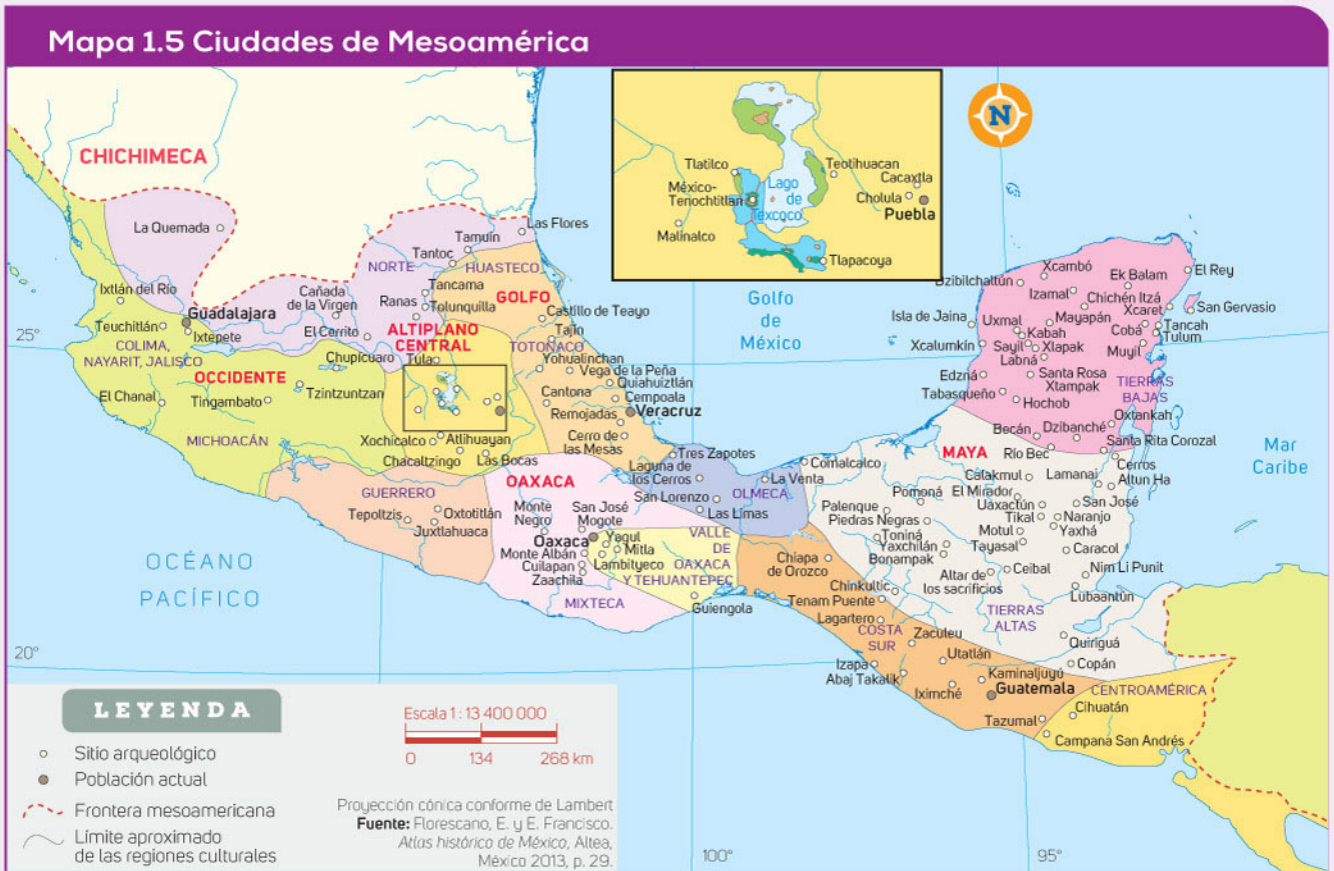 Mapa 1.5 Ciudades de Mesoamérica
N
CHICHIMECA
La Quemada
NORTE
Tamuín
Las Flores
Tantoc
HUASTECO
Tancama
Ranas
Tolunquilla
GOLFO
Cañada
de la Virgen
El Cerrito
Ixtlán del Río
Guadalajara
Teuchitlán
Ixtepete
COLIMA,
NAYARIT, JALISCO
OCCIDENTE
Chupícuaro
El Chanal
Tingambato
Tzintzuntzan
MICHOACÁN
ALTIPLANO
CENTRAL
Tula
Xochicalco
Atlihuayan
Chacaltzingo
Las Bocas
Castillo de Teayo
Tajín
TOTONACO
Yohualinchan
Vega de la Peña
Quiahuiztlán
Cantona
Cempoala
Remojadas
Veracruz
Cerro de
las Mesas
Tlatilco
México-
Tenochtitlan
Malinalco
Lago
de
Texcoco
Teotihuacan
Cacaxtla
Cholula
Puebla
Tlapacoya
Golfo
de
México
GUERRERO
Tepoltzis
Oxtotitlán
Juxtlahuaca
OAXACA
Monte
Negro
San José
Mogote
Oaxaca
Yagul
Mitla
Monte Albán
Lambityeco
Cuilapan
Zaachila
MIXTECA
VALLE
DE
OAXACA
Y TEHUANTEPEC
Guiengola
Tres Zapotes
Laguna de
los Cerros
La Venta
San Lorenzo
OLMECA
Las Limas
Dzibilchaltún
Xcambó
Ek Balam
El Rey
Izamal
Chichén Itzá
San Gervasio
Isla de Jaina
Uxmal
Mayapán
Xcaret
Kabah
Cobá
Tancah
Tulum
Xcalumkín
Sayil
Xlapak
Muyil
Labná
Edzná
Santa Rosa
Xtampak
TIERRAS
BAJAS
Tabasqueño
Hochob
Oxtankah
Becán
Dzibanché
Santa Rita Corozal
Río Bec
MAYA
Comalcalco
Calakmul
Lamanai
Cerros
Altun Ha
Pomoná
El Mirador
Palenque
Uaxactún
San José
Piedras Negras
Tikal
Naranjo
Toniná
Motul
Yaxhá
Yaxchilán
Tayasal
Bonampak
Caracol
Chiapa
de Orozco
Ceibal
Nim Li Punit
Chinkultic
Altar de
los sacrificios
Tenam Puente
Lubaantún
Lagartero
TIERRAS
ALTAS
COSTA
SUR
Zaculeu
Quiriguá
Utatlán
Izapa
Copán
Abaj Takalik
Kaminaljuyú
Iximché
Guatemala
CENTROAMÉRICA
Cihuatán
Tazumal
Campana San Andrés
Mar
Caribe
OCÉANO
PACÍFICO
25°
20°
100°
95°
LEYENDA
Sitio arqueológico
Población actual
Frontera mesoamericana
Límite aproximado
de las regiones culturales
Escala 1 : 13 400 000
0 134 268 km
Proyección cónica conforme de Lambert
Fuente: Florescano, E. y E. Francisco.
Atlas histórico de México, Altea,
México 2013, p. 29.